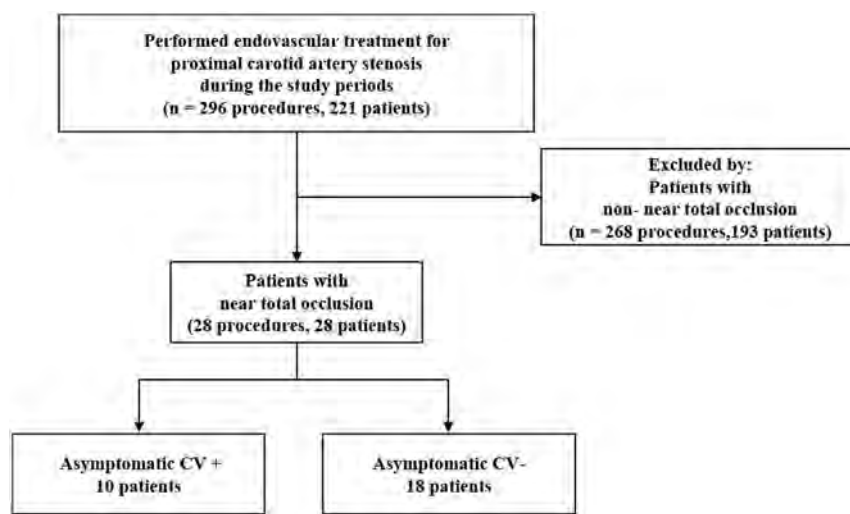 Performed endovascular treatment for
proximal carotid artery stenosis
during the study periods
(n = 296 procedures, 221 patients)
Excluded by:
Patients with
non- near total occlusion
(n = 268 procedures,193 patients)
Patients with
near total occlusion
(28 procedures, 28 patients)
Asymptomatic CV +
10 patients
Asymptomatic CV-
18 patients